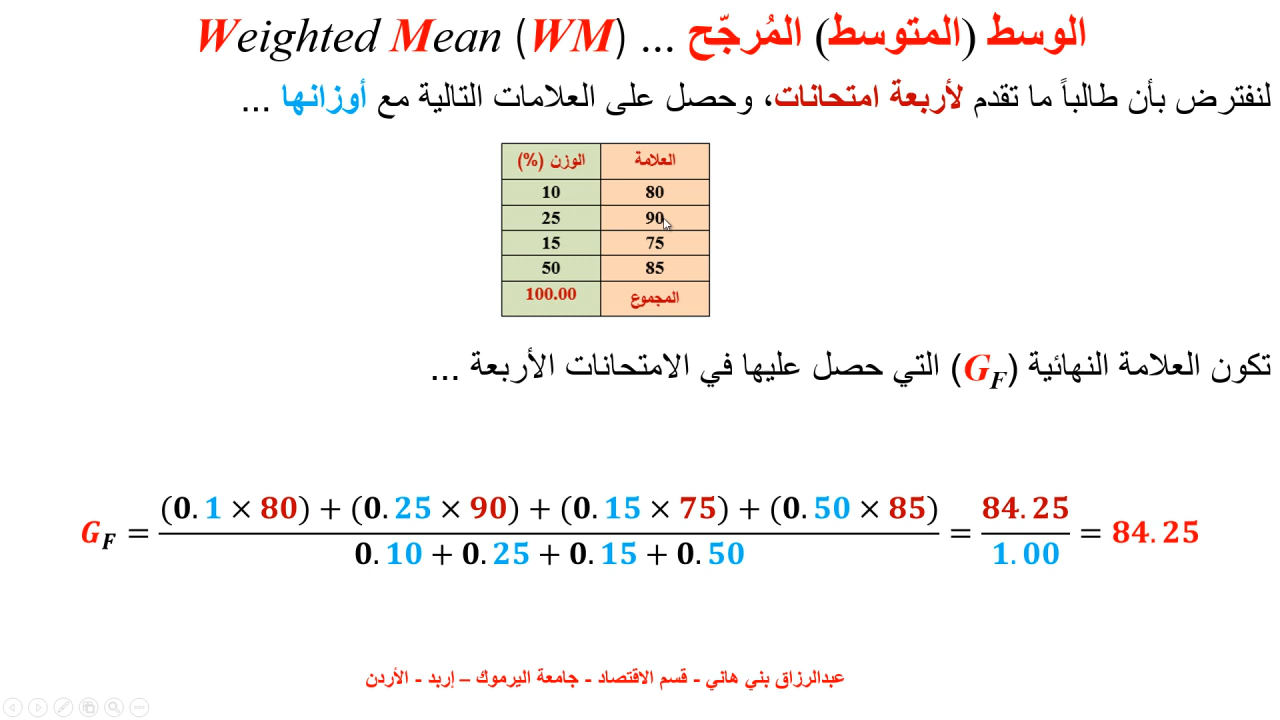 الوسط (المتوسط) المُرجّح ... Weighted Mean (WM)
لنفترض بأن طالباً ما تقدم لأربعة امتحانات، وحصل على العلامات التالية مع أوزانها ...
العلامة الوزن (%)
80 10
90 25
75 15
85 50
المجموع 100.00
تكون العلامة النهائية (G_F) التي حصل عليها في الامتحانات الأربعة ...
G_F = (0.1 × 80) + (0.25 × 90) + (0.15 × 75) + (0.50 × 85) / 0.10 + 0.25 + 0.15 + 0.50 = 84.25 / 1.00 = 84.25
عبدالرزاق بني هاني - قسم الاقتصاد - جامعة اليرموك – إربد - الأردن